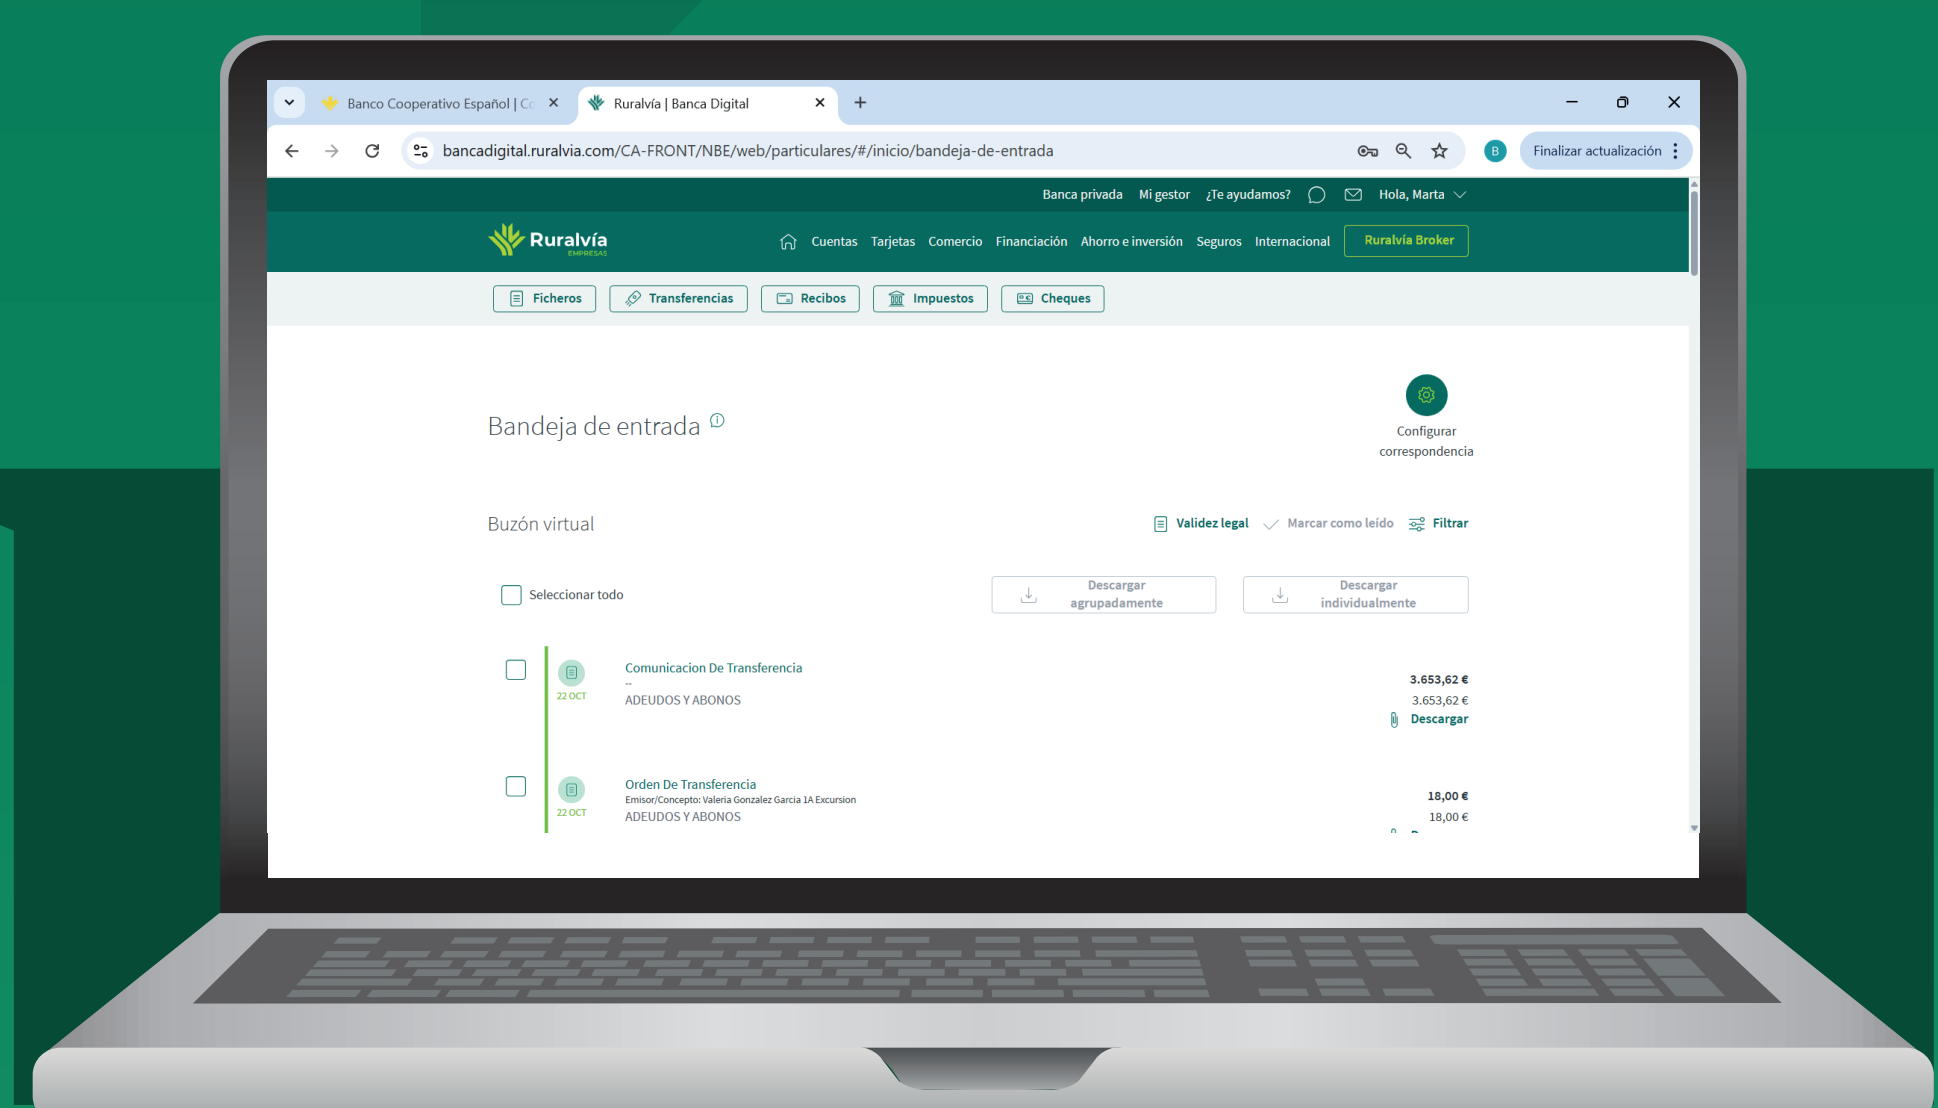 Banco Cooperativo Español | Co
Ruralvía | Banca Digital
bancadigital.ruralvia.com/CA-FRONT/NBE/web/particulares/#/inicio/bandeja-de-entrada
B
Finalizar actualización
Banca privada Mi gestor ¿Te ayudamos? Hola, Marta
Ruralvía
EMPRESAS
Cuentas Tarjetas Comercio Financiación Ahorro e inversión Seguros Internacional Ruralvía Broker
Ficheros Transferencias Recibos Impuestos Cheques
Bandeja de entrada
Configurar
correspondencia
Buzón virtual
Validez legal Marcar como leído Filtrar
Seleccionar todo
Descargar
agrupadamente
Descargar
individualmente
22 OCT
Comunicacion De Transferencia
--
ADEUDOS Y ABONOS
3.653,62 €
3.653,62 €
Descargar
22 OCT
Orden De Transferencia
Emisor/Concepto: Valeria Gonzalez Garcia 1A Excursion
ADEUDOS Y ABONOS
18,00 €
18,00 €